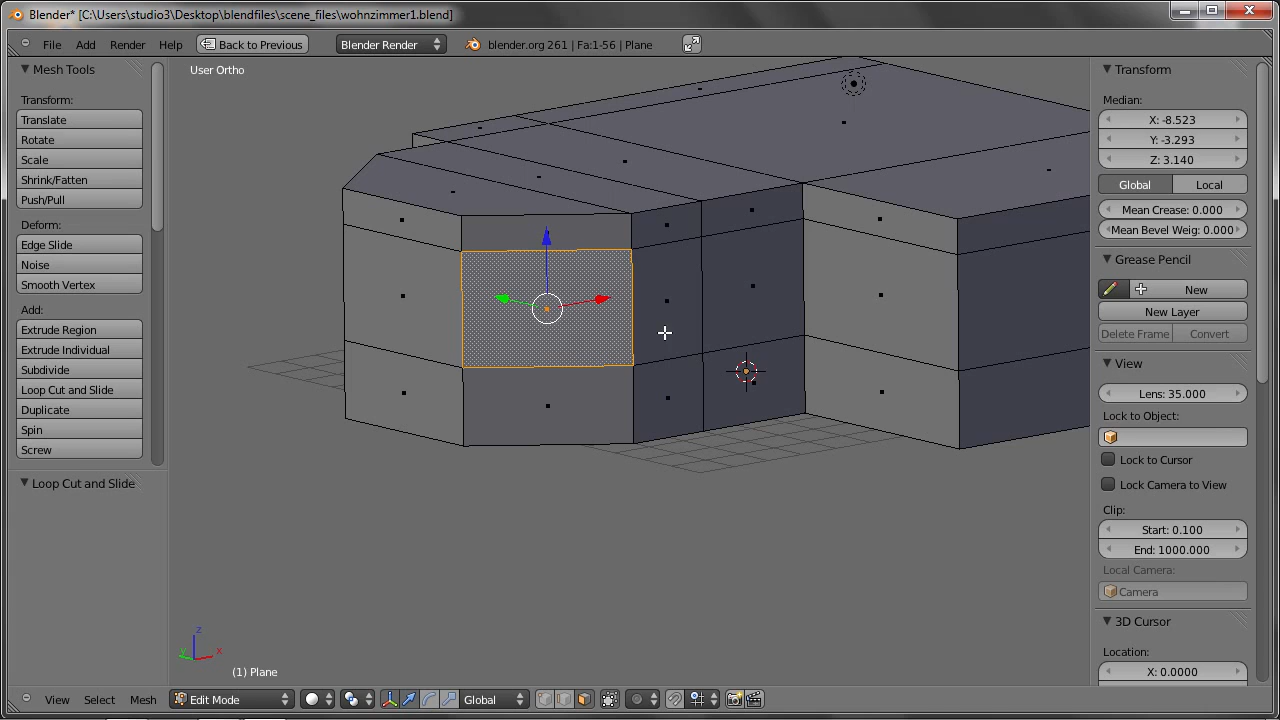 Blender* [C:\Users\studio3\Desktop\blendfiles\scene_files\wohnzimmer1.blend]
File Add Render Help Back to Previous Blender Render blender.org 261 | Fa:1-56 | Plane
Mesh Tools
Transform:
Translate
Rotate
Scale
Shrink/Fatten
Push/Pull
Deform:
Edge Slide
Noise
Smooth Vertex
Add:
Extrude Region
Extrude Individual
Subdivide
Loop Cut and Slide
Duplicate
Spin
Screw
Loop Cut and Slide
User Ortho
z
y
x
(1) Plane
Transform
Median:
X: -8.523
Y: -3.293
Z: 3.140
Global Local
Mean Crease: 0.000
Mean Bevel Weig: 0.000
Grease Pencil
New
New Layer
Delete Frame Convert
View
Lens: 35.000
Lock to Object:
Lock to Cursor
Lock Camera to View
Clip:
Start: 0.100
End: 1000.000
Local Camera:
Camera
3D Cursor
Location:
X: 0.0000
View Select Mesh Edit Mode Global